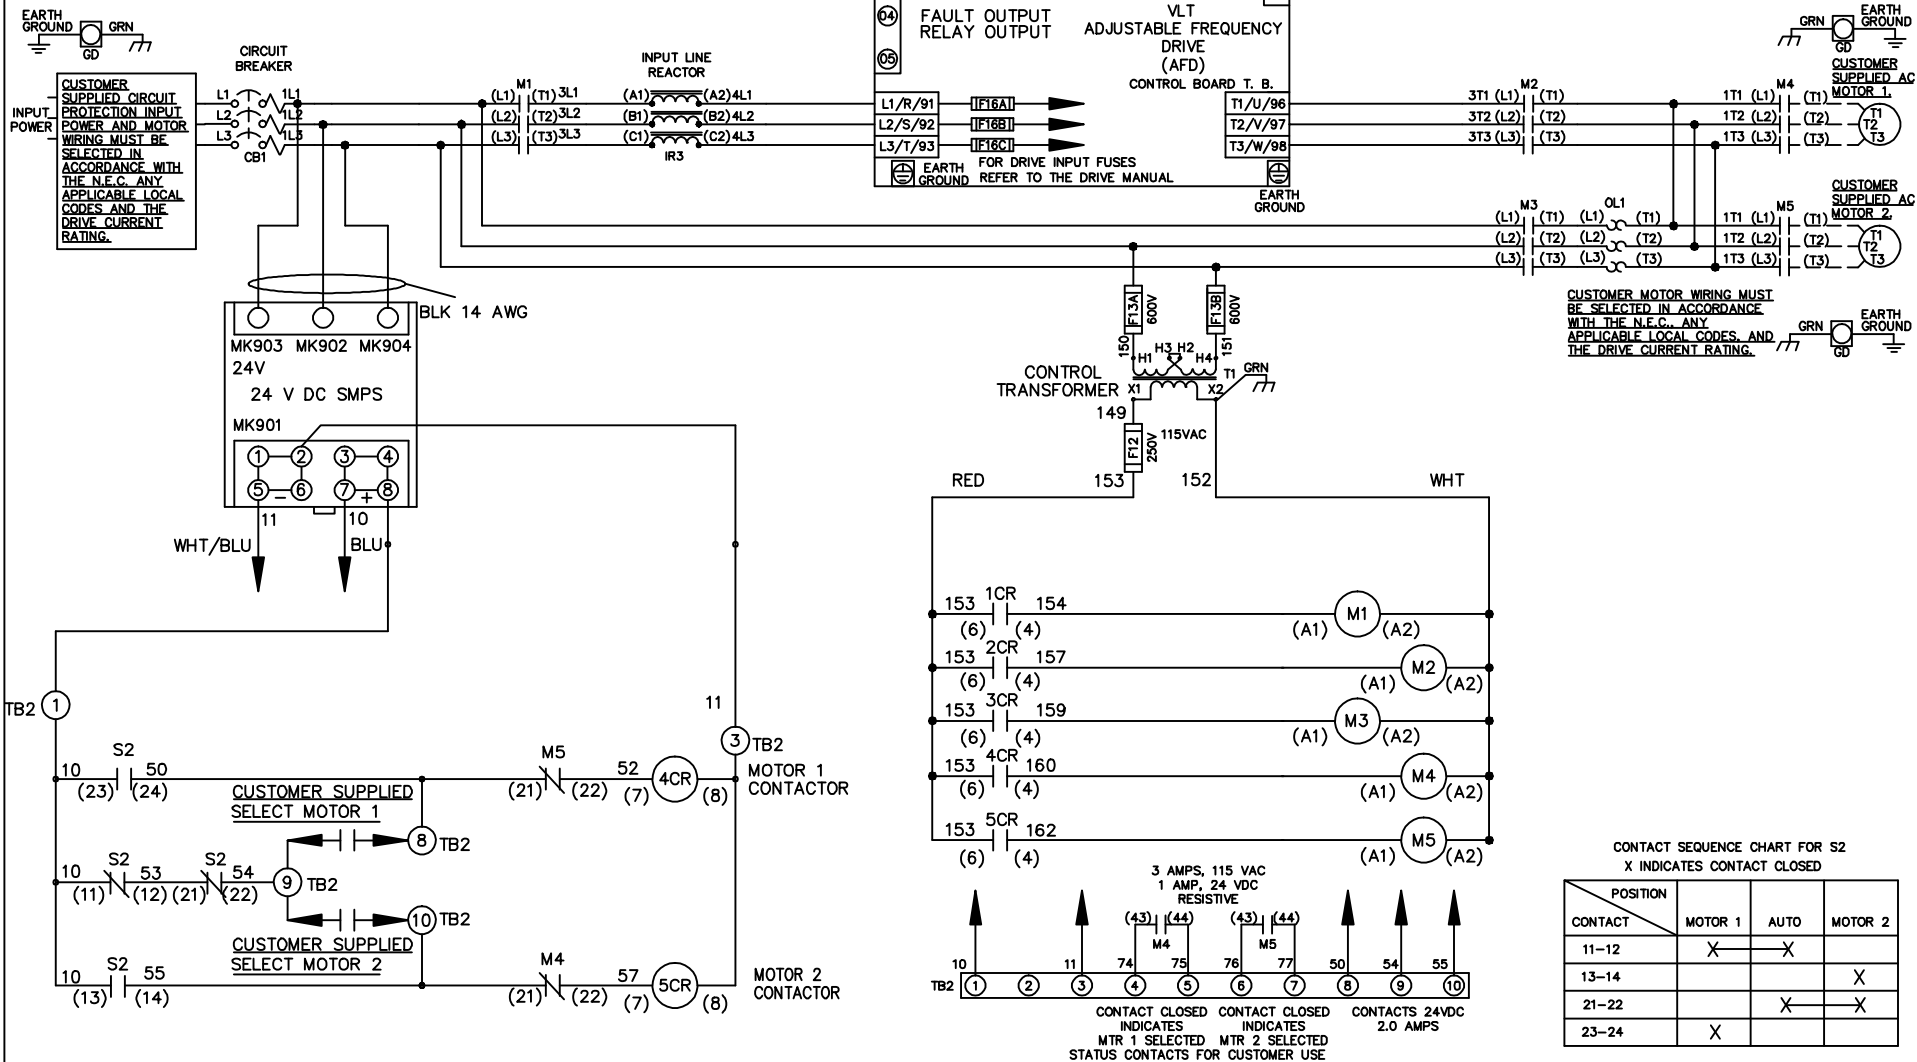 EARTH
GROUND
GRN
GD
CUSTOMER
SUPPLIED CIRCUIT
PROTECTION INPUT
POWER AND MOTOR
WIRING MUST BE
SELECTED IN
ACCORDANCE WITH
THE N.E.C. ANY
APPLICABLE LOCAL
CODES AND THE
DRIVE CURRENT
RATING.
INPUT
POWER
CIRCUIT
BREAKER
L1
1L1
L2
1L2
L3
1L3
CB1
M1
(L1) (T1) 3L1
(L2) (T2) 3L2
(L3) (T3) 3L3
INPUT LINE
REACTOR
(A1) (A2) 4L1
(B1) (B2) 4L2
(C1) (C2) 4L3
IR3
04
05
FAULT OUTPUT
RELAY OUTPUT
VLT
ADJUSTABLE FREQUENCY
DRIVE
(AFD)
CONTROL BOARD T. B.
L1/R/91
L2/S/92
L3/T/93
F16A
F16B
F16C
T1/U/96
T2/V/97
T3/W/98
EARTH
GROUND
FOR DRIVE INPUT FUSES
REFER TO THE DRIVE MANUAL
EARTH
GROUND
M2
3T1 (L1) (T1)
3T2 (L2) (T2)
3T3 (L3) (T3)
M4
1T1 (L1) (T1)
1T2 (L2) (T2)
1T3 (L3) (T3)
GRN
GD
EARTH
GROUND
CUSTOMER
SUPPLIED AC
MOTOR 1.
T1
T2
T3
M3
(L1) (T1)
(L2) (T2)
(L3) (T3)
OL1
(L1) (T1)
(L2) (T2)
(L3) (T3)
M5
1T1 (L1) (T1)
1T2 (L2) (T2)
1T3 (L3) (T3)
CUSTOMER
SUPPLIED AC
MOTOR 2.
T1
T2
T3
CUSTOMER MOTOR WIRING MUST
BE SELECTED IN ACCORDANCE
WITH THE N.E.C., ANY
APPLICABLE LOCAL CODES, AND
THE DRIVE CURRENT RATING.
GRN
GD
EARTH
GROUND
BLK 14 AWG
MK903 MK902 MK904
24V
24 V DC SMPS
MK901
1 2 3 4
5 6 7 8
− +
11
10
WHT/BLU
BLU
F13A
600V
F13B
600V
150
151
H1 H3 H2 H4
CONTROL
TRANSFORMER
X1 X2
T1
GRN
149
F12
250V
115VAC
153
152
RED
WHT
153 1CR 154
(6) (4)
M1
(A1) (A2)
153 2CR 157
(6) (4)
M2
(A1) (A2)
153 3CR 159
(6) (4)
M3
(A1) (A2)
153 4CR 160
(6) (4)
M4
(A1) (A2)
153 5CR 162
(6) (4)
M5
(A1) (A2)
TB2 1
11
3 TB2
10 S2 50
(23) (24)
M5
(21) (22)
52
(7) 4CR (8)
MOTOR 1
CONTACTOR
CUSTOMER SUPPLIED
SELECT MOTOR 1
8 TB2
10 S2 53 S2 54
(11) (12) (21) (22)
9 TB2
10 TB2
CUSTOMER SUPPLIED
SELECT MOTOR 2
10 S2 55
(13) (14)
M4
(21) (22)
57
(7) 5CR (8)
MOTOR 2
CONTACTOR
3 AMPS, 115 VAC
1 AMP, 24 VDC
RESISTIVE
(43) (44)
M4
(43) (44)
M5
10 11 74 75 76 77 50 54 55
TB2 1 2 3 4 5 6 7 8 9 10
CONTACT CLOSED
INDICATES
MTR 1 SELECTED
CONTACT CLOSED
INDICATES
MTR 2 SELECTED
STATUS CONTACTS FOR CUSTOMER USE
CONTACTS 24VDC
2.0 AMPS
CONTACT SEQUENCE CHART FOR S2
X INDICATES CONTACT CLOSED
POSITION
CONTACT MOTOR 1 AUTO MOTOR 2
11-12 X X
13-14 X
21-22 X X
23-24 X